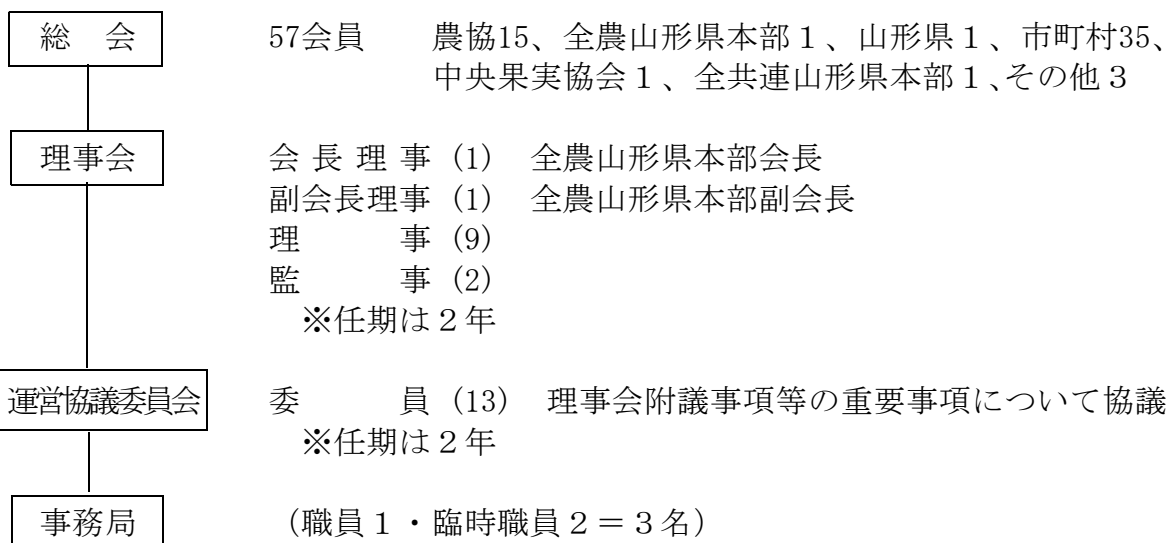 総　会　57会員　農協15、全農山形県本部１、山形県１、市町村35、
中央果実協会１、全共連山形県本部１、その他３
理事会　会長理事 (1)　全農山形県本部会長
副会長理事 (1)　全農山形県本部副会長
理　　　事 (9)
監　　　事 (2)
※任期は２年
運営協議委員会　委　　　員 (13)　理事会附議事項等の重要事項について協議
※任期は２年
事務局　（職員１・臨時職員２＝３名）